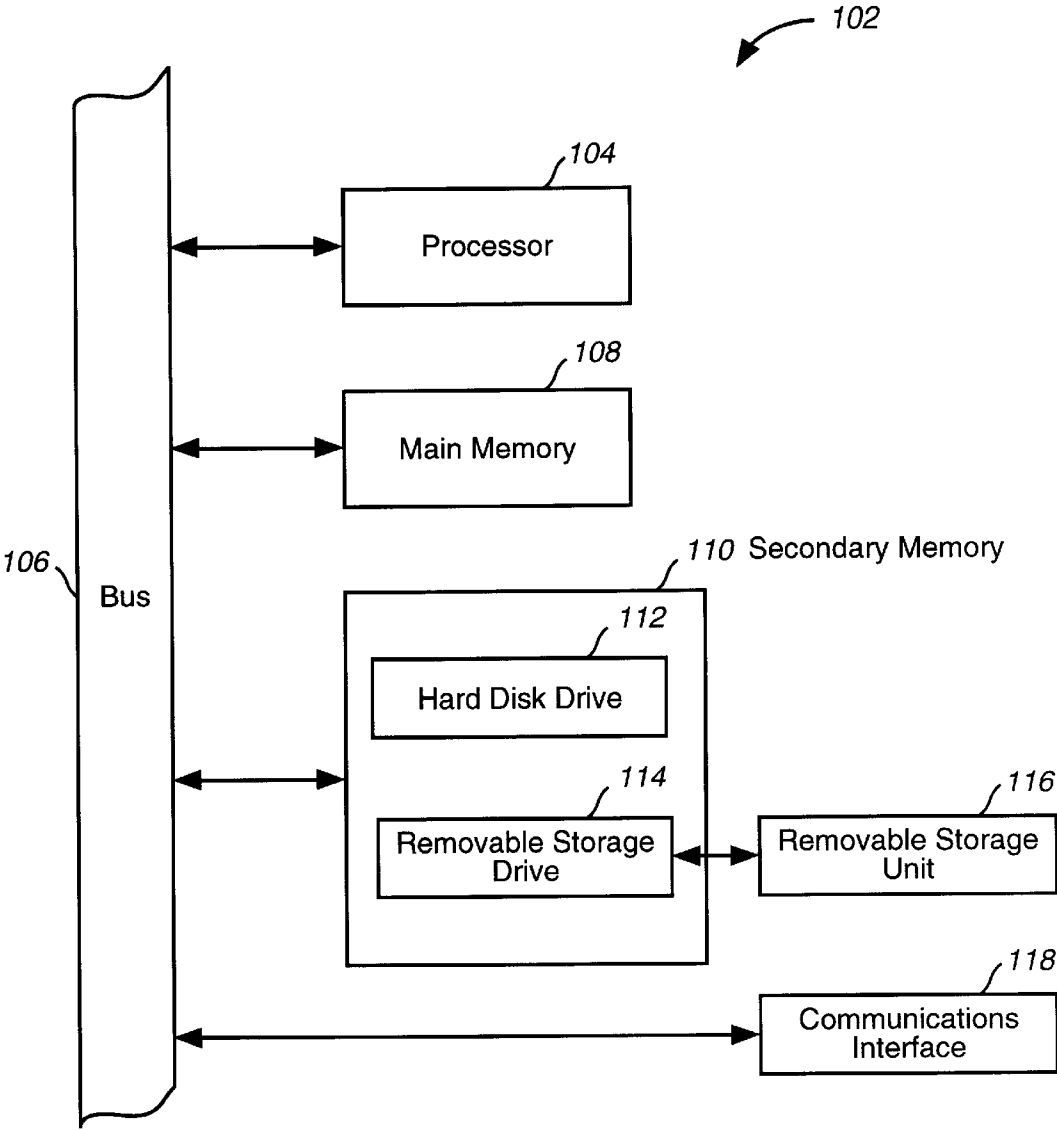 102
104
Processor
108
Main Memory
106
Bus
110 Secondary Memory
112
Hard Disk Drive
114
Removable Storage
Drive
116
Removable Storage
Unit
118
Communications
Interface